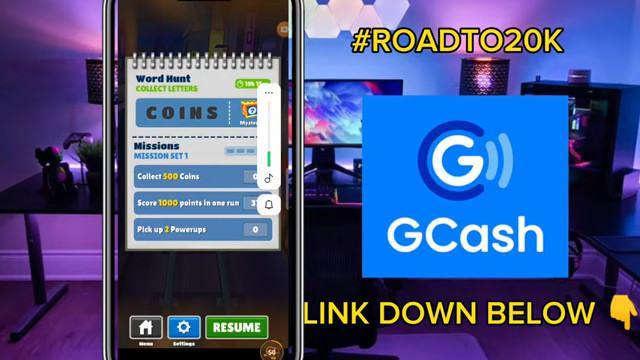 #ROADTO20K
Word Hunt
COLLECT LETTERS
COINS
Missions
MISSION SET 1
Collect 500 Coins
Score 1000 points in one run
Pick up 2 Powerups
0
Menu
Settings
RESUME
G
GCash
LINK DOWN BELOW 👇